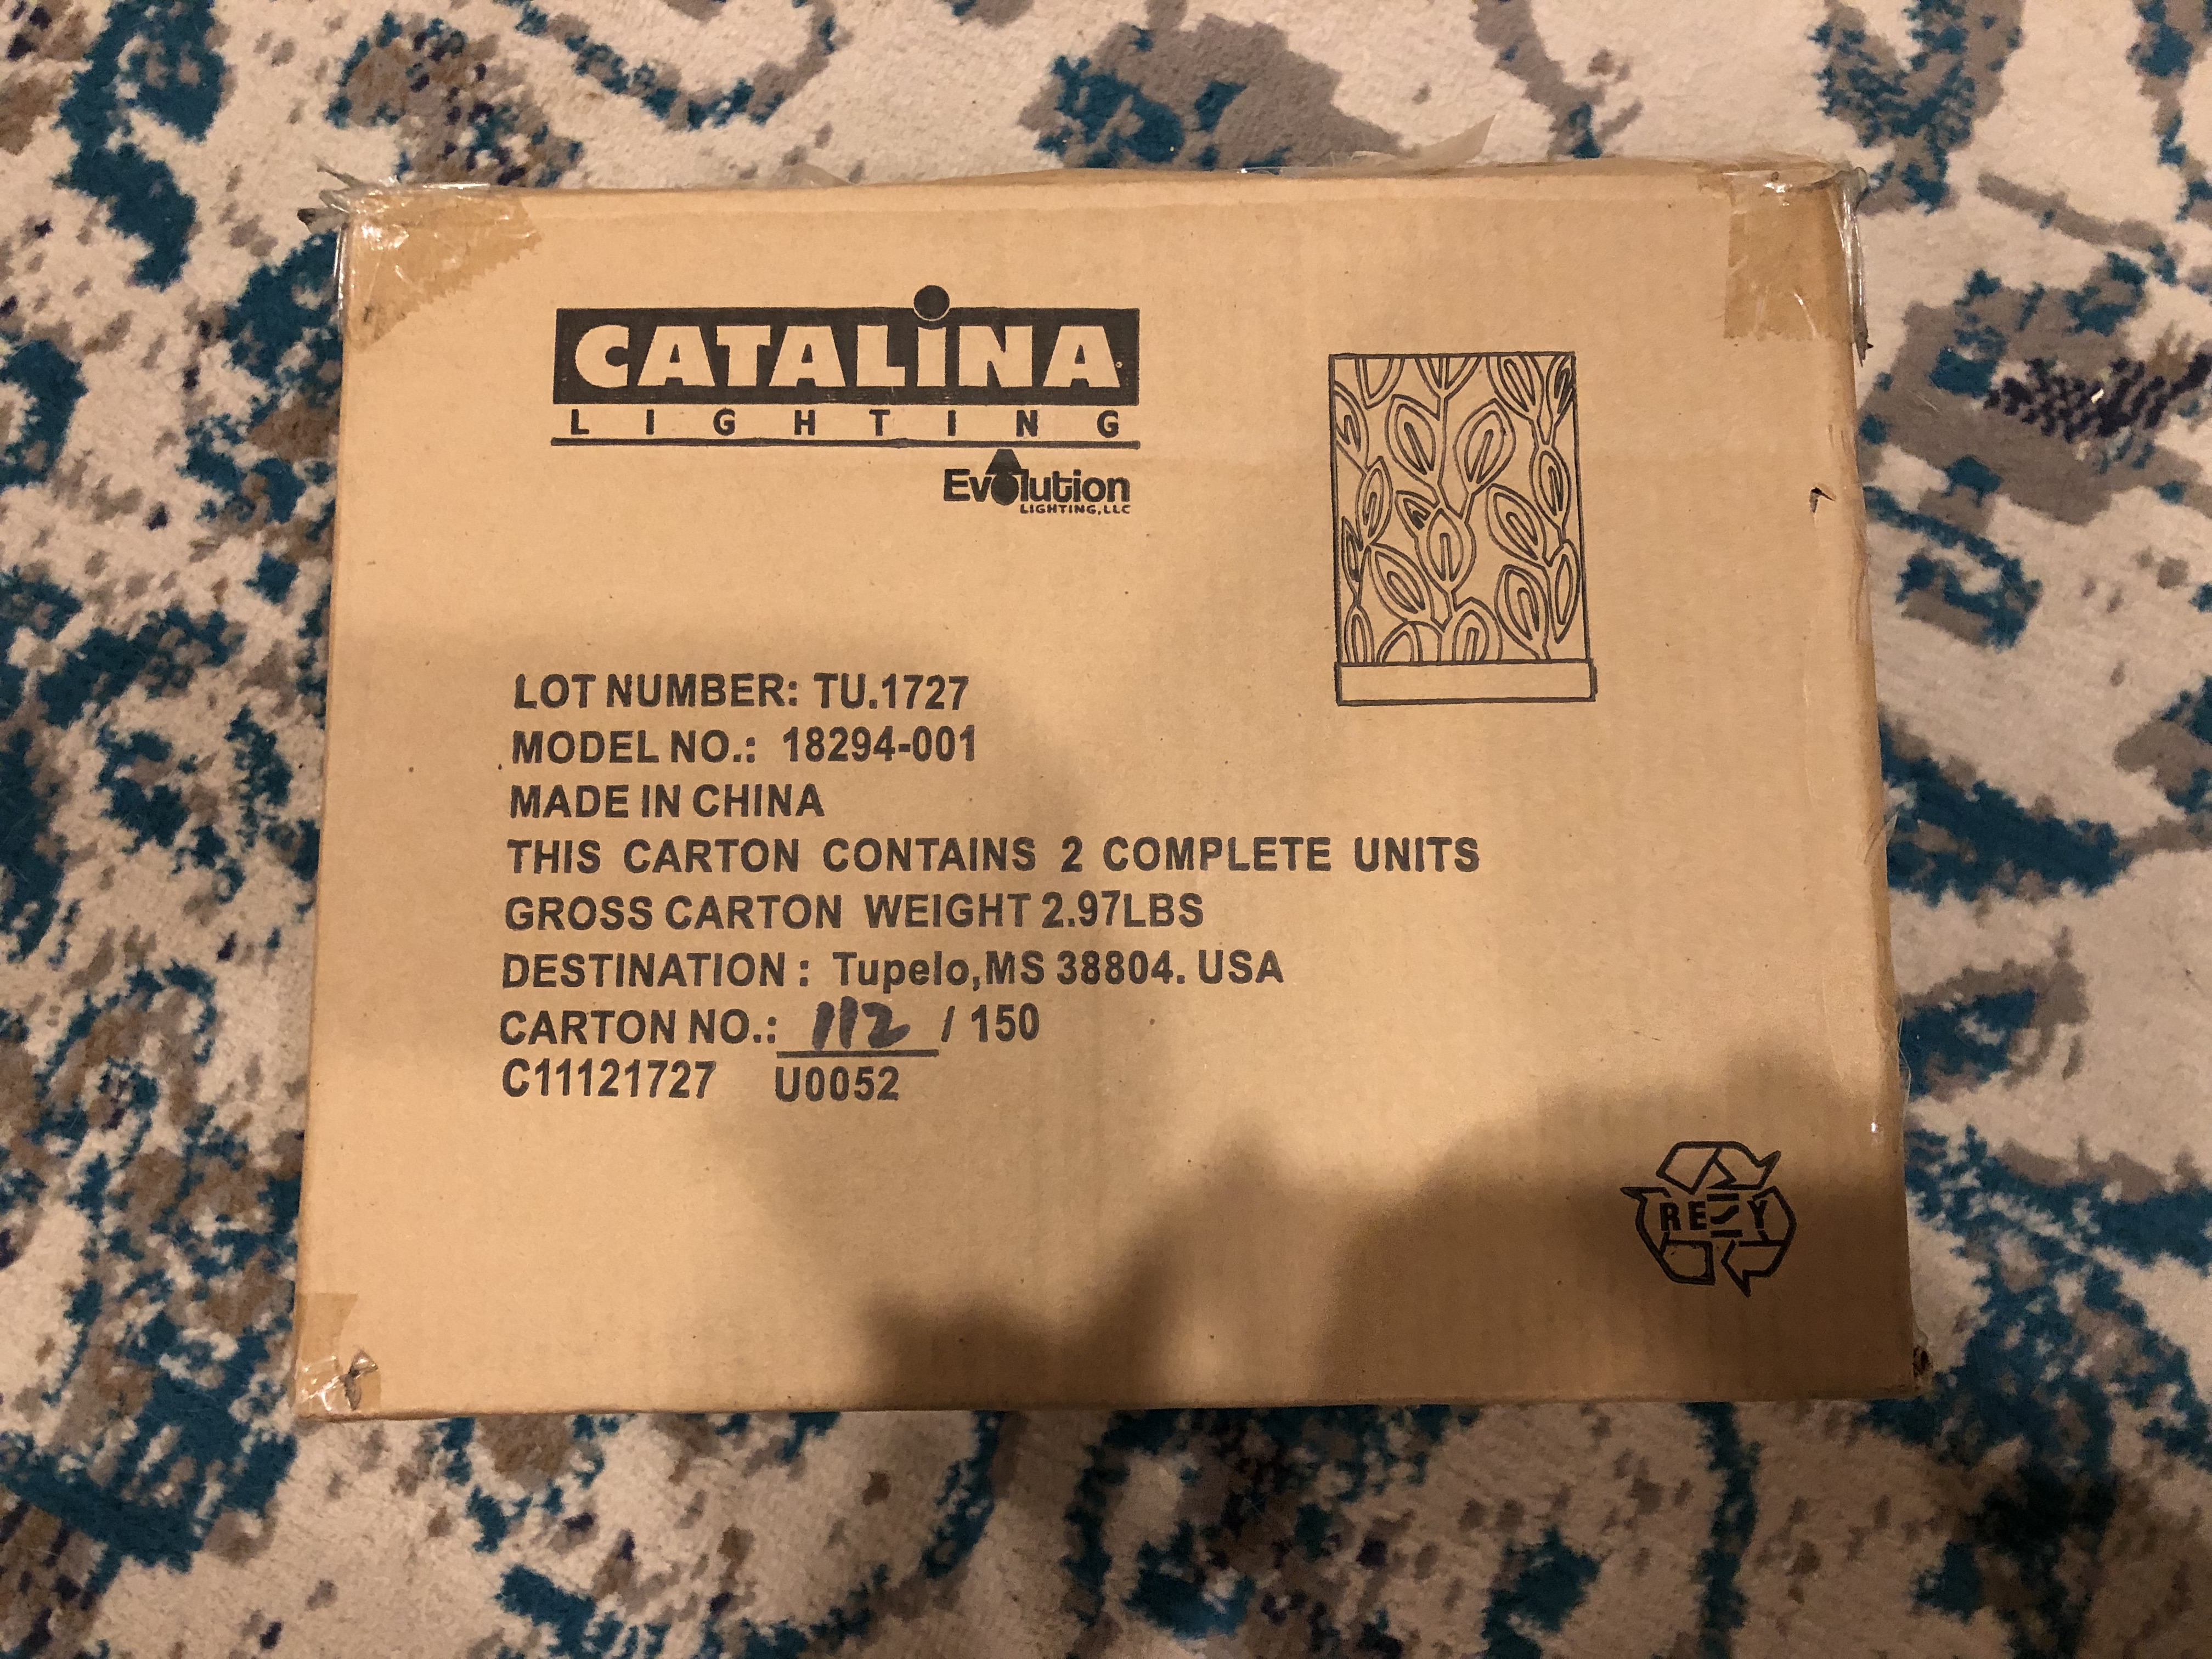 CATALINA
LIGHTING
Evolution
LIGHTING,LLC
LOT NUMBER: TU.1727
MODEL NO.: 18294-001
MADE IN CHINA
THIS CARTON CONTAINS 2 COMPLETE UNITS
GROSS CARTON WEIGHT 2.97LBS
DESTINATION : Tupelo,MS 38804. USA
CARTON NO.: 112 / 150
C11121727 U0052
RESY